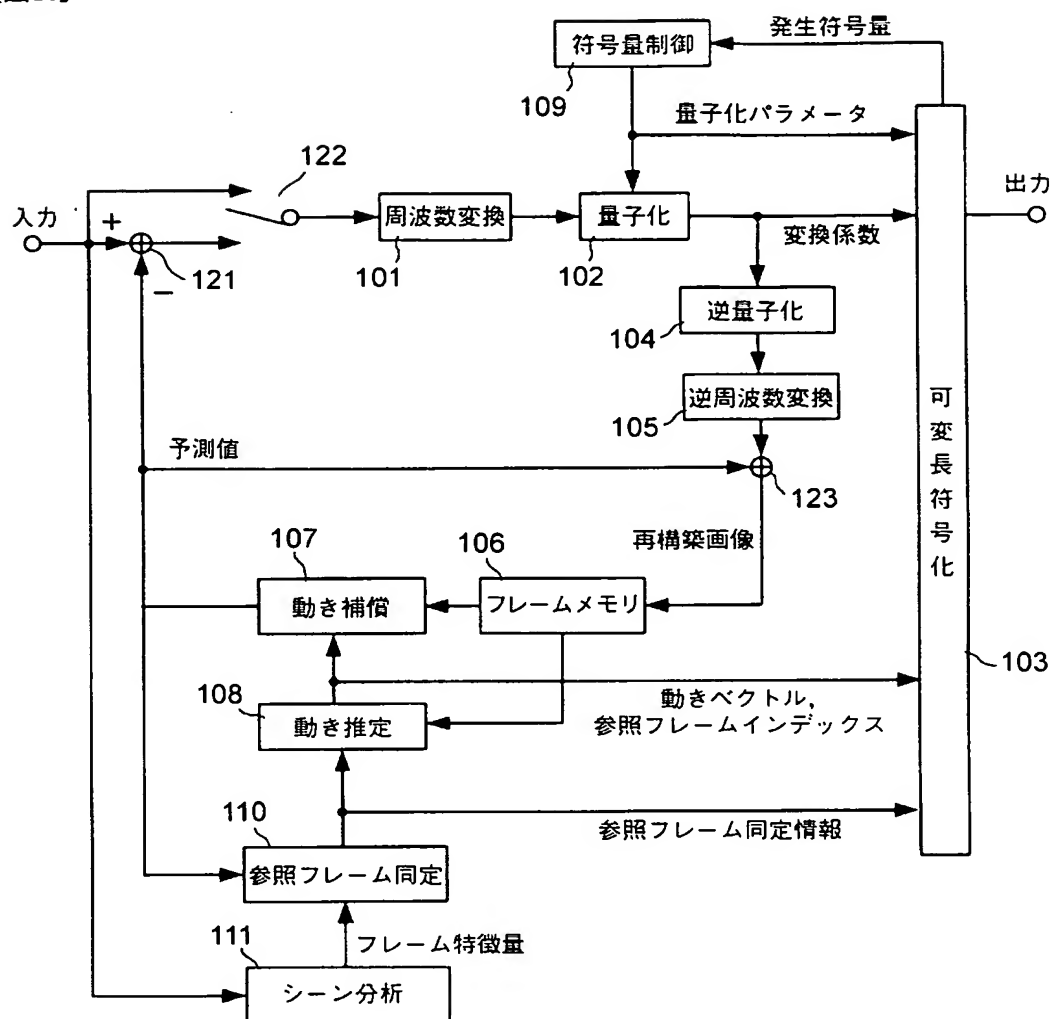 発生符号量
符号量制御
109
量子化パラメータ
122
入力
+
周波数変換
量子化
出力
121
101
102
変換係数
−
逆量子化
104
逆周波数変換
105
予測値
123
可変長符号化
再構築画像
107
106
動き補償
フレームメモリ
103
108
動きベクトル,
参照フレームインデックス
動き推定
110
参照フレーム同定情報
参照フレーム同定
111
フレーム特徴量
シーン分析